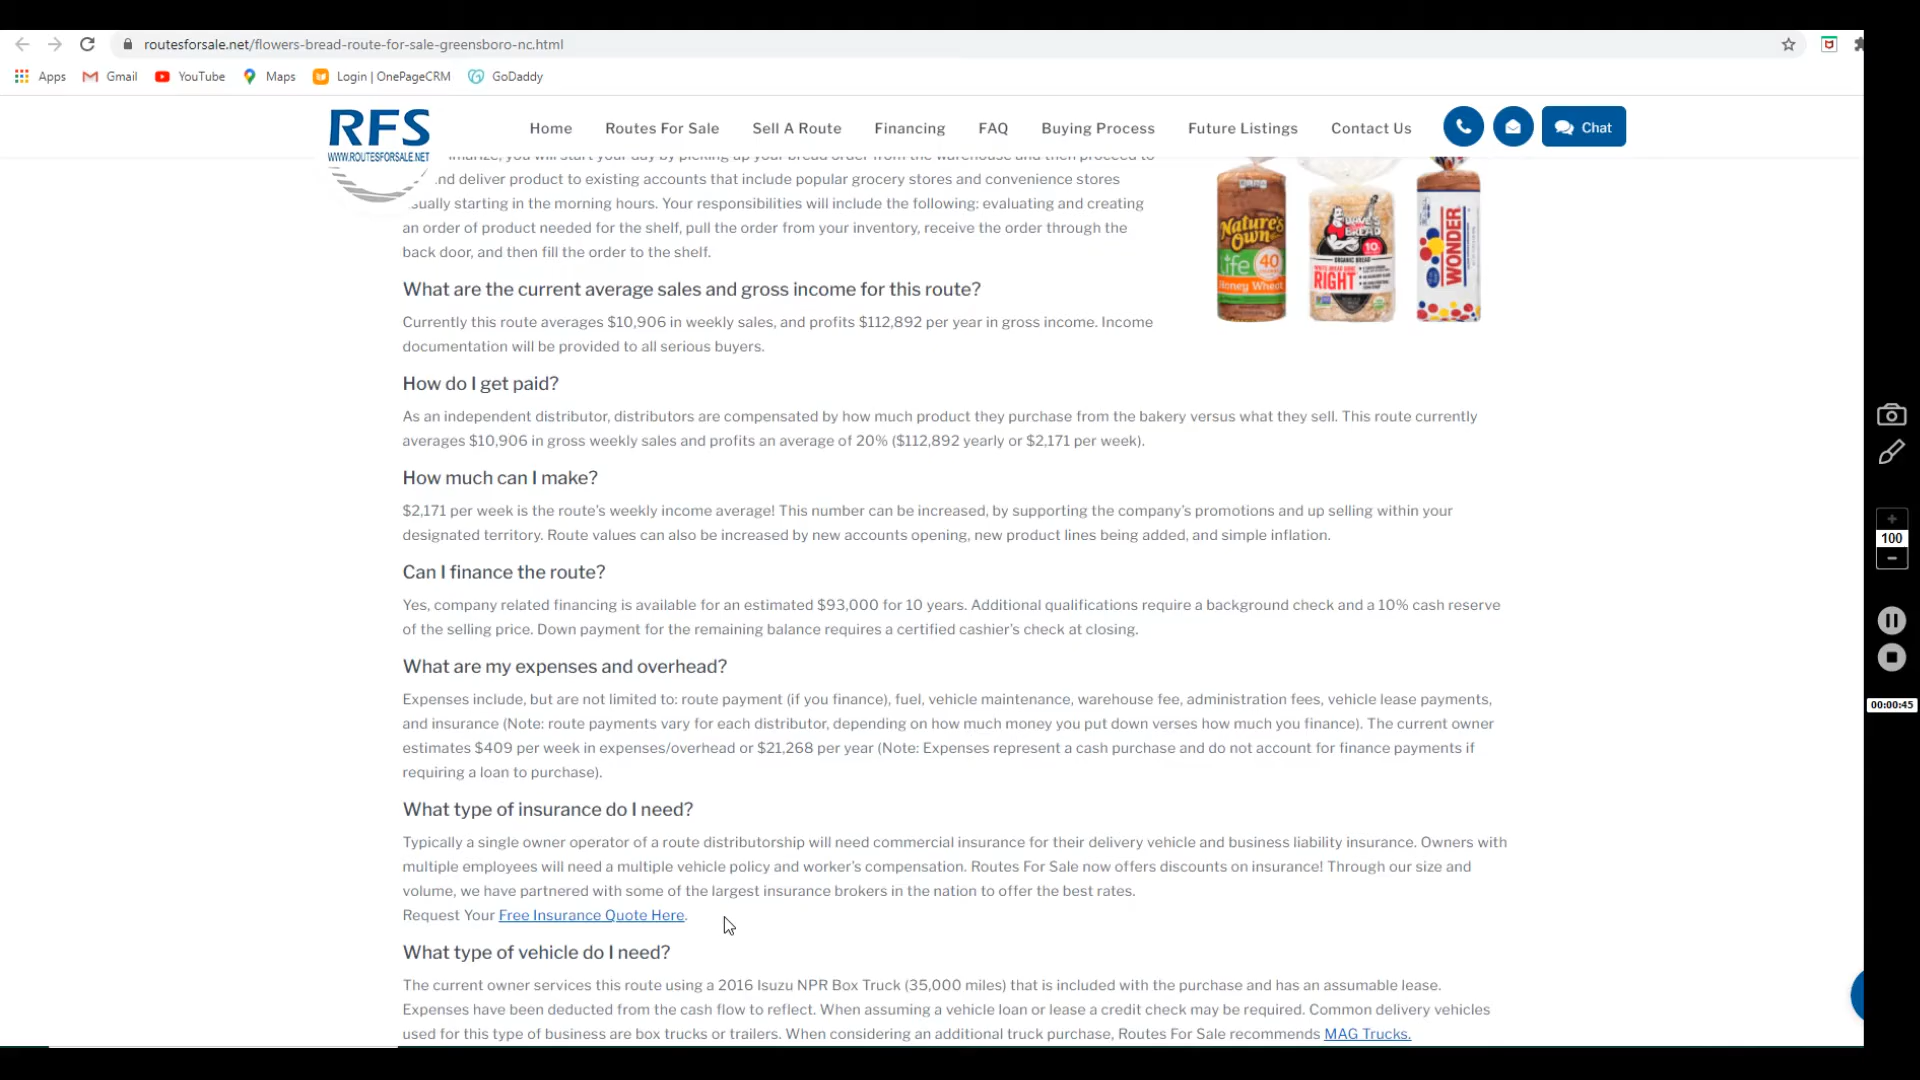 routesforsale.net/flowers-bread-route-for-sale-greensboro-nc.html
Apps Gmail YouTube Maps Login | OnePageCRM GoDaddy
RFS
WWW.ROUTESFORSALE.NET
Home Routes For Sale Sell A Route Financing FAQ Buying Process Future Listings Contact Us Chat
you will start your day by picking up your bread order from the warehouse and then proceed to
and deliver product to existing accounts that include popular grocery stores and convenience stores
usually starting in the morning hours. Your responsibilities will include the following: evaluating and creating
an order of product needed for the shelf, pull the order from your inventory, receive the order through the
back door, and then fill the order to the shelf.
Nature's
Own
Life
40
Honey Wheat
BREAD
10
ORGANIC BREAD
RIGHT
WONDER
What are the current average sales and gross income for this route?
Currently this route averages $10,906 in weekly sales, and profits $112,892 per year in gross income. Income
documentation will be provided to all serious buyers.
How do I get paid?
As an independent distributor, distributors are compensated by how much product they purchase from the bakery versus what they sell. This route currently
averages $10,906 in gross weekly sales and profits an average of 20% ($112,892 yearly or $2,171 per week).
How much can I make?
$2,171 per week is the route's weekly income average! This number can be increased, by supporting the company's promotions and up selling within your
designated territory. Route values can also be increased by new accounts opening, new product lines being added, and simple inflation.
Can I finance the route?
Yes, company related financing is available for an estimated $93,000 for 10 years. Additional qualifications require a background check and a 10% cash reserve
of the selling price. Down payment for the remaining balance requires a certified cashier's check at closing.
What are my expenses and overhead?
Expenses include, but are not limited to: route payment (if you finance), fuel, vehicle maintenance, warehouse fee, administration fees, vehicle lease payments,
and insurance (Note: route payments vary for each distributor, depending on how much money you put down verses how much you finance). The current owner
estimates $409 per week in expenses/overhead or $21,268 per year (Note: Expenses represent a cash purchase and do not account for finance payments if
requiring a loan to purchase).
What type of insurance do I need?
Typically a single owner operator of a route distributorship will need commercial insurance for their delivery vehicle and business liability insurance. Owners with
multiple employees will need a multiple vehicle policy and worker's compensation. Routes For Sale now offers discounts on insurance! Through our size and
volume, we have partnered with some of the largest insurance brokers in the nation to offer the best rates.
Request Your Free Insurance Quote Here.
What type of vehicle do I need?
The current owner services this route using a 2016 Isuzu NPR Box Truck (35,000 miles) that is included with the purchase and has an assumable lease.
Expenses have been deducted from the cash flow to reflect. When assuming a vehicle loan or lease a credit check may be required. Common delivery vehicles
used for this type of business are box trucks or trailers. When considering an additional truck purchase, Routes For Sale recommends MAG Trucks.
100
00:00:45